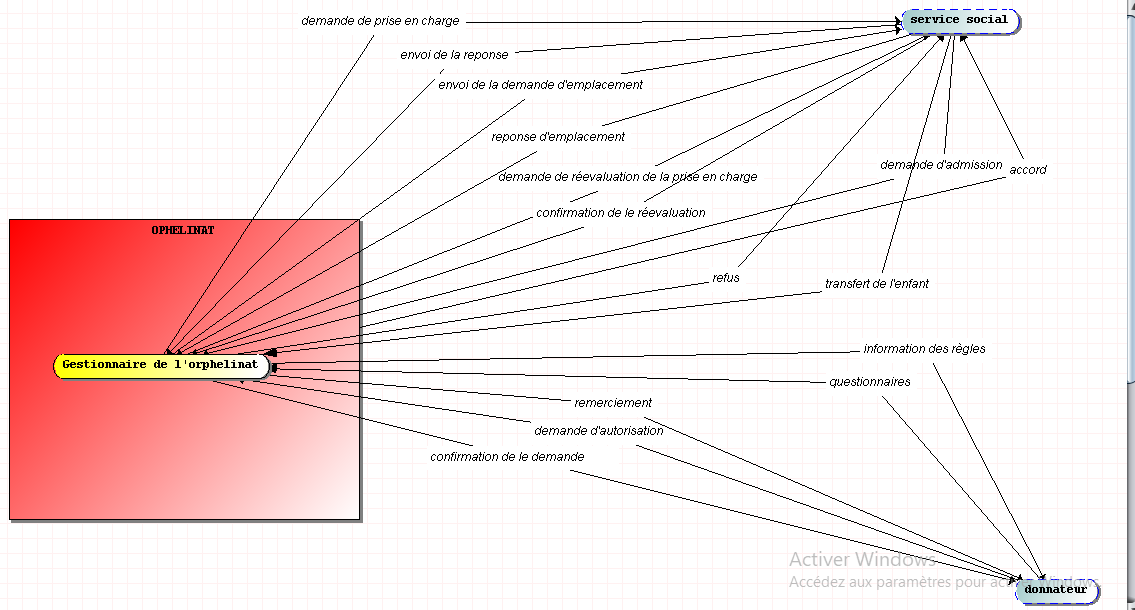 demande de prise en charge
service social
envoi de la reponse
envoi de la demande d'emplacement
reponse d'emplacement
demande de réevaluation de la prise en charge
demande d'admission
accord
confirmation de le réevaluation
OPHELINAT
refus
transfert de l'enfant
information des règles
Gestionnaire de l'orphelinat
questionnaires
remerciement
demande d'autorisation
confirmation de le demande
Activer Windows
Accédez aux paramètres pour activer Windows.
donnateur